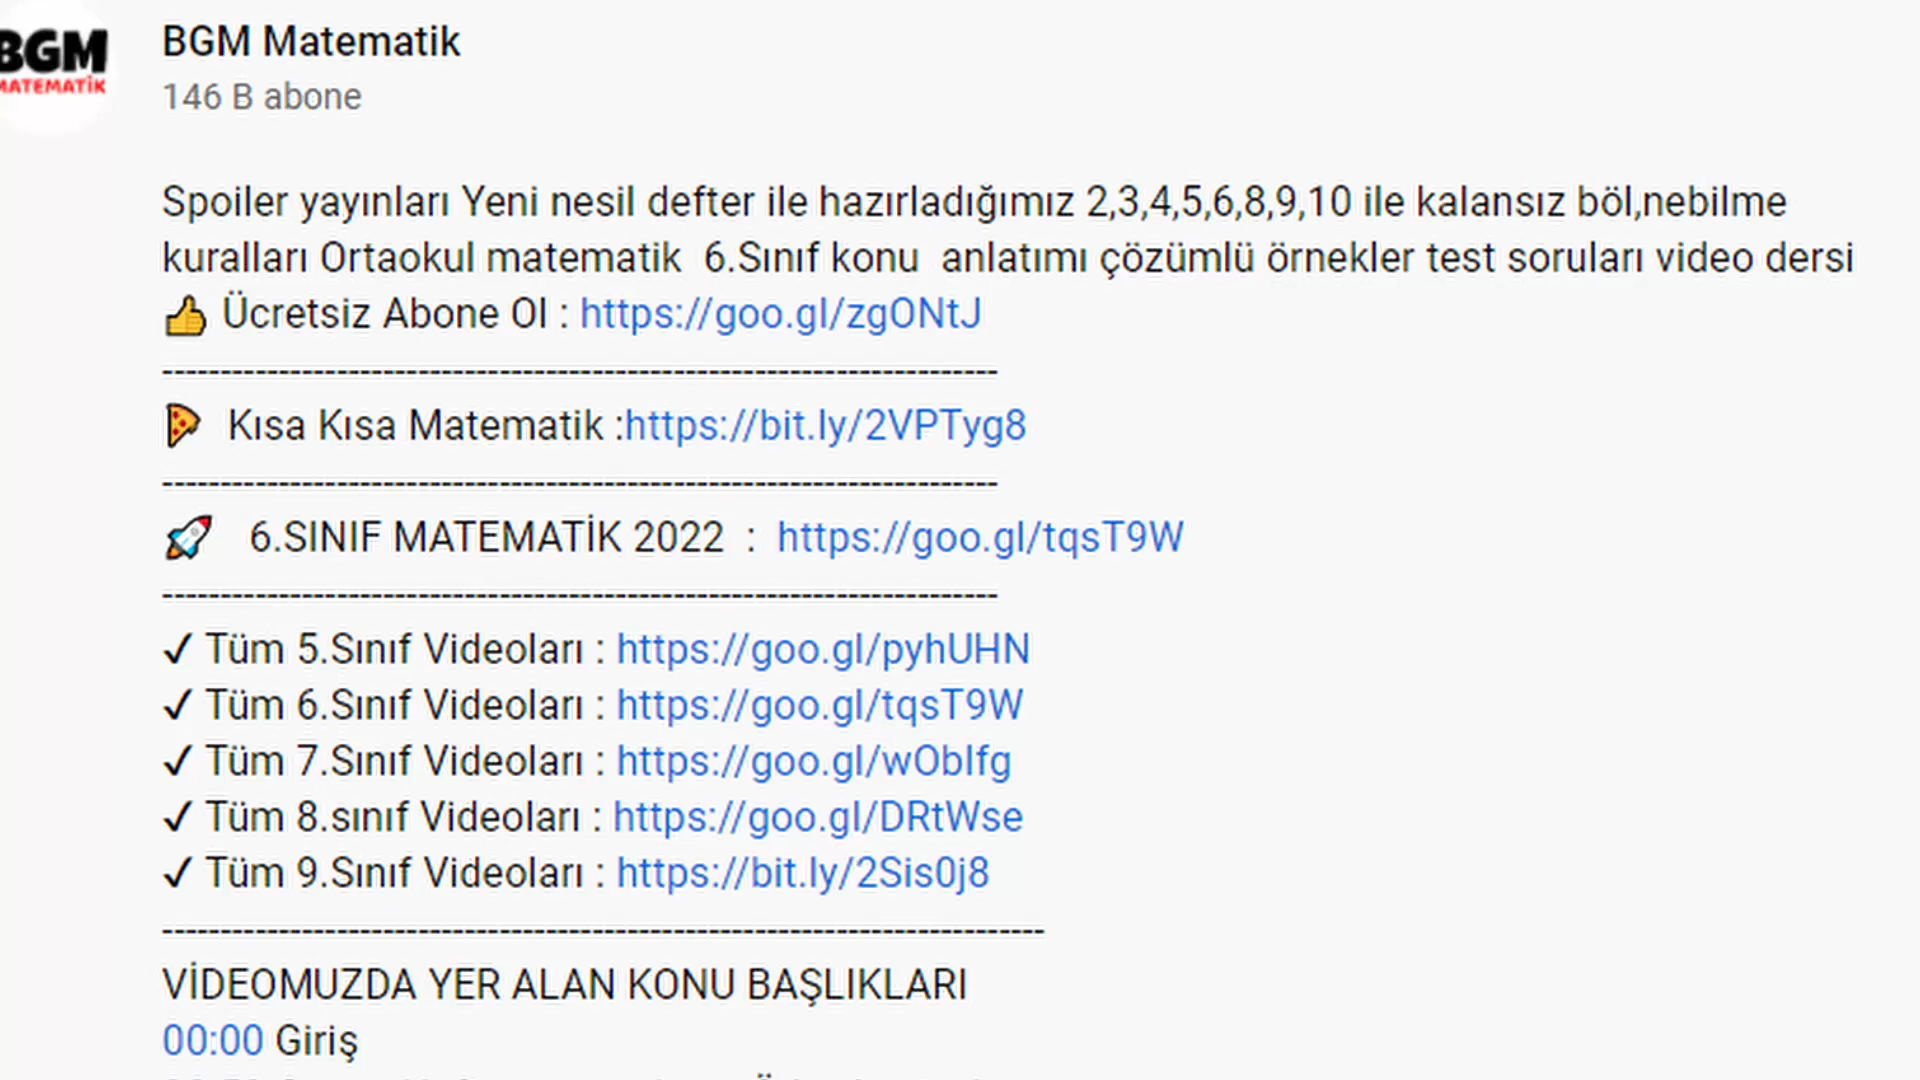 BGM
MATEMATİK
BGM Matematik
146 B abone
Spoiler yayınları Yeni nesil defter ile hazırladığımız 2,3,4,5,6,8,9,10 ile kalansız böl,nebilme
kuralları Ortaokul matematik  6.Sınıf konu  anlatımı çözümlü örnekler test soruları video dersi
👍 Ücretsiz Abone Ol : https://goo.gl/zgONtJ
------------------------------------------------------------------------
🍕 Kısa Kısa Matematik :https://bit.ly/2VPTyg8
------------------------------------------------------------------------
🚀 6.SINIF MATEMATİK 2022  :  https://goo.gl/tqsT9W
------------------------------------------------------------------------
✓ Tüm 5.Sınıf Videoları : https://goo.gl/pyhUHN
✓ Tüm 6.Sınıf Videoları : https://goo.gl/tqsT9W
✓ Tüm 7.Sınıf Videoları : https://goo.gl/wOblfg
✓ Tüm 8.sınıf Videoları : https://goo.gl/DRtWse
✓ Tüm 9.Sınıf Videoları : https://bit.ly/2Sis0j8
----------------------------------------------------------------------------
VİDEOMUZDA YER ALAN KONU BAŞLIKLARI
00:00 Giriş